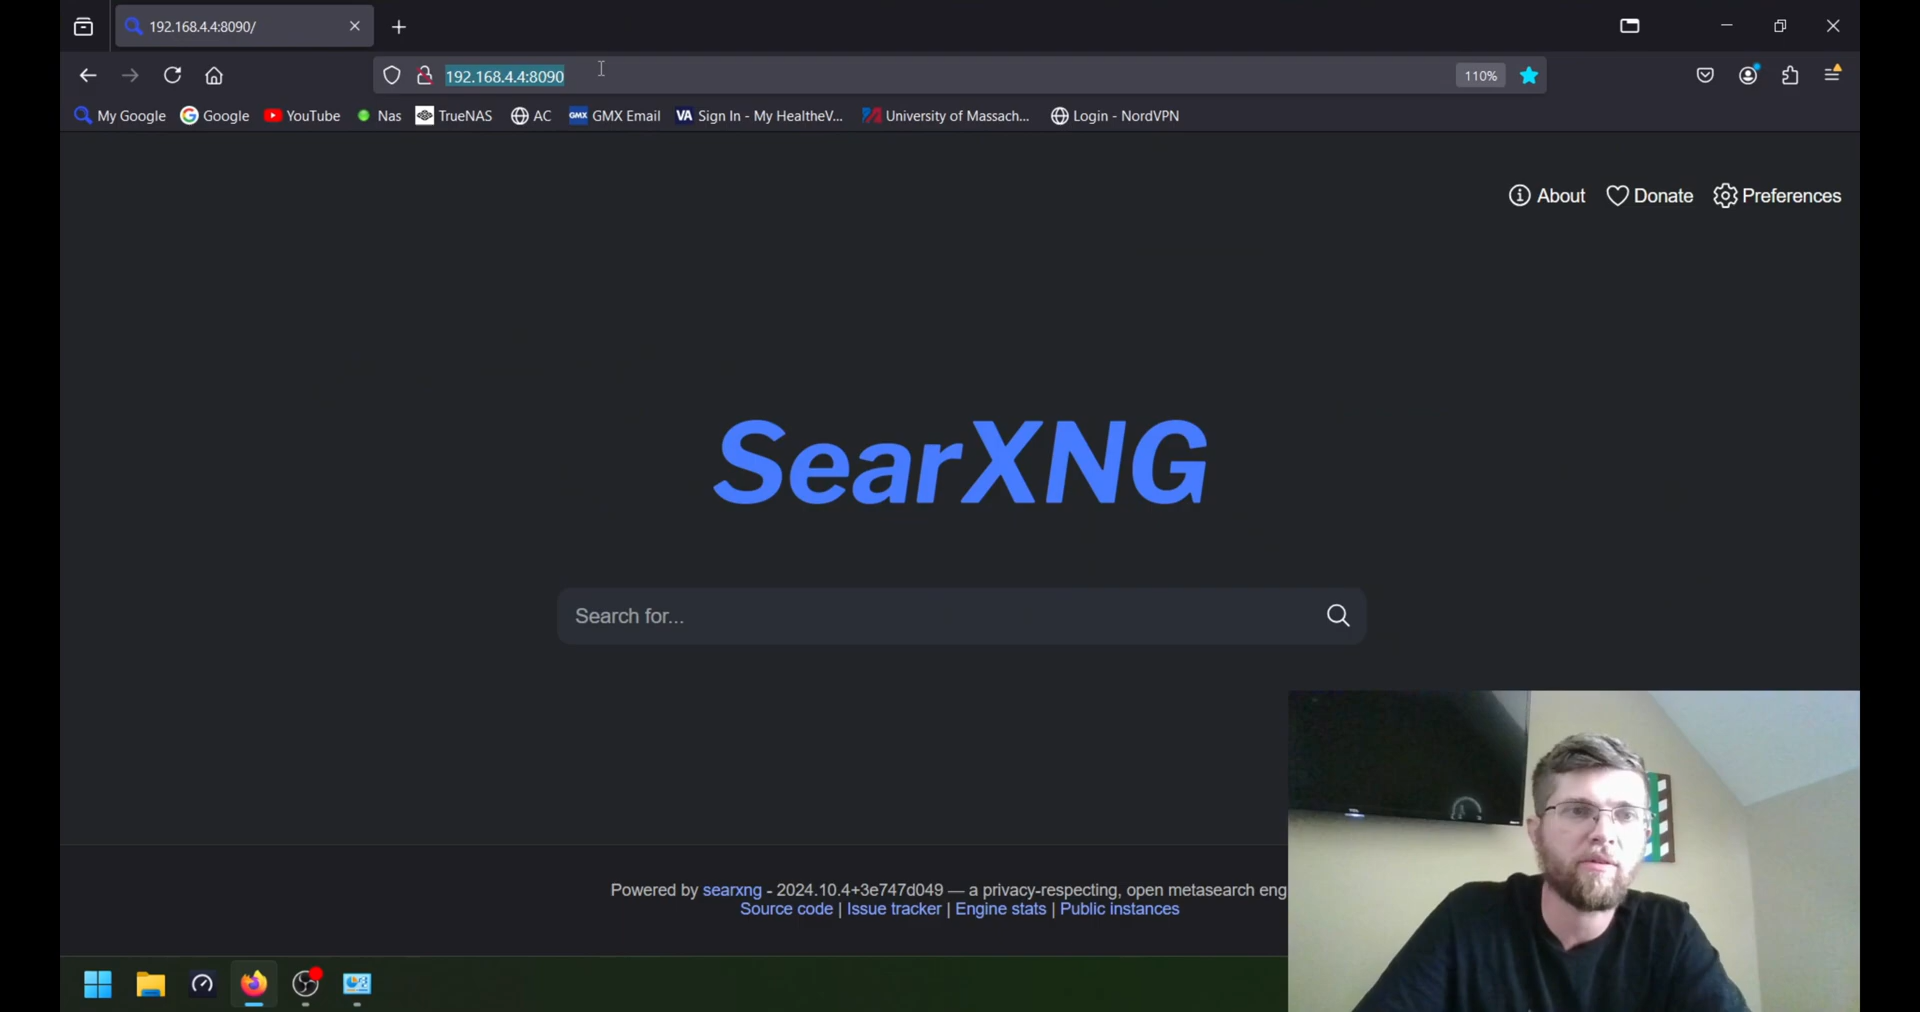 192.168.4.4:8090/
192.168.4.4:8090
110%
My Google
Google
YouTube
Nas
TrueNAS
AC
GMX
GMX Email
VA
Sign In - My HealtheV...
University of Massach...
Login - NordVPN
About
Donate
Preferences
SearXNG
Search for...
Powered by searxng - 2024.10.4+3e747d049 — a privacy-respecting, open metasearch eng
Source code | Issue tracker | Engine stats | Public instances